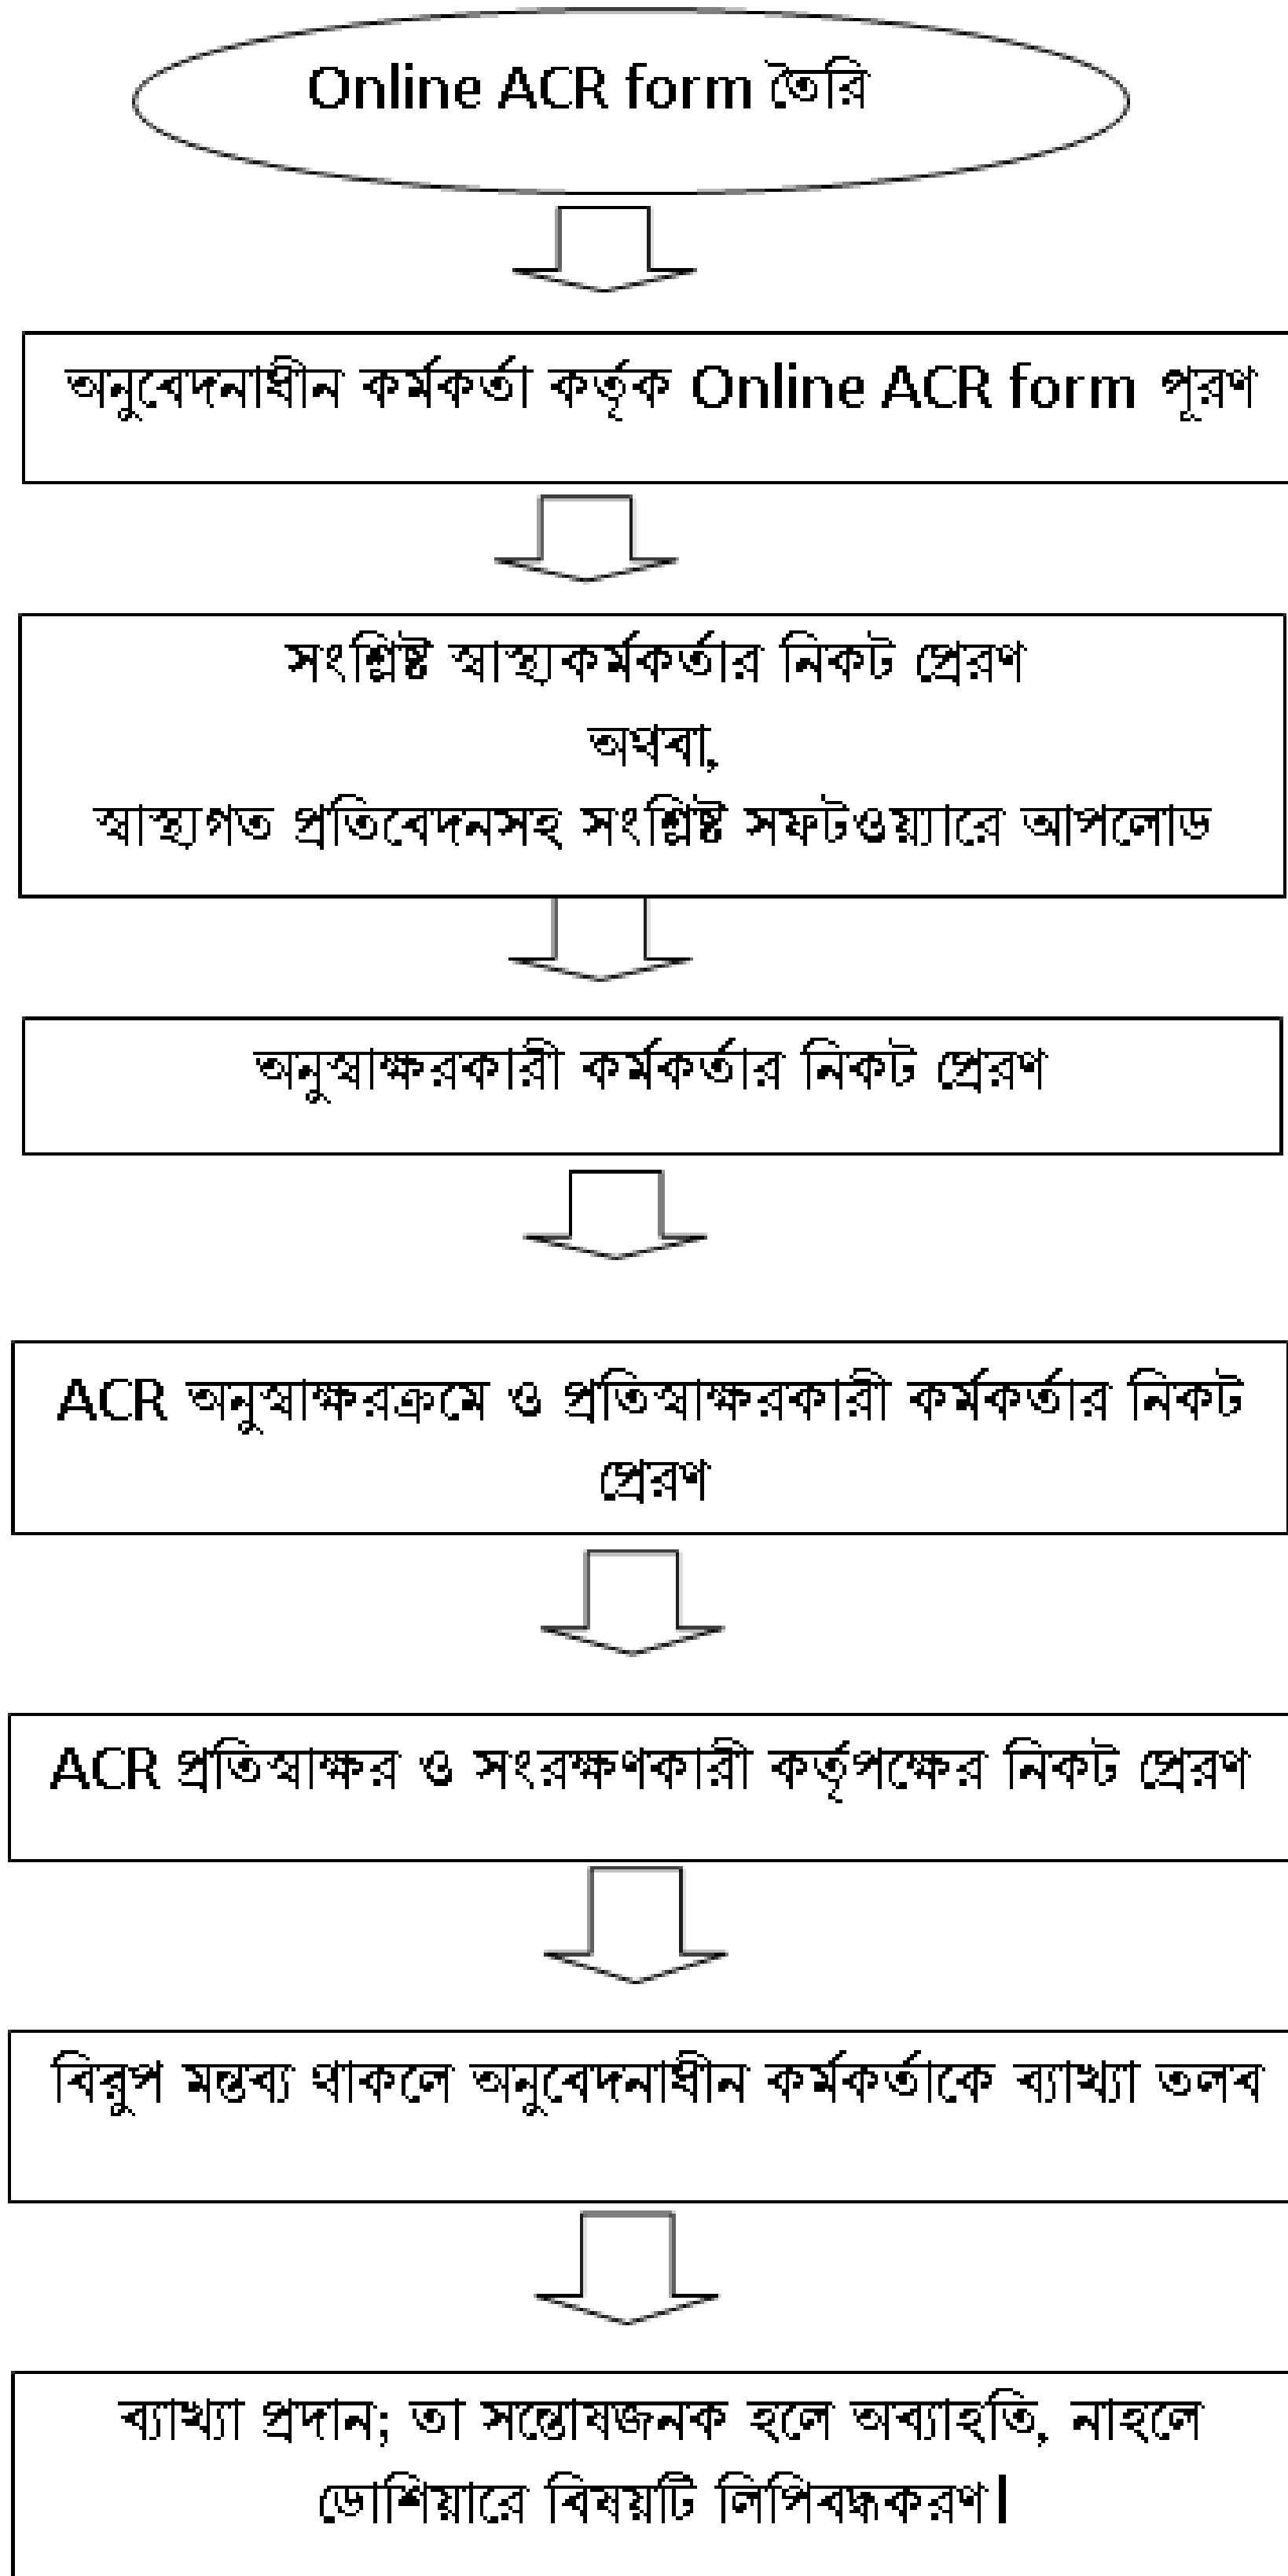 Online ACR form তৈরি
অনুবেদনাধীন কর্মকর্তা কর্তৃক Online ACR form পূরণ
সংশ্লিষ্ট স্বাস্থ্যকর্মকর্তার নিকট প্রেরণ
অথবা,
স্বাস্থ্যগত প্রতিবেদনসহ সংশ্লিষ্ট সফটওয়্যারে আপলোড
অনুস্বাক্ষরকারী কর্মকর্তার নিকট প্রেরণ
ACR অনুস্বাক্ষরক্রমে ও প্রতিস্বাক্ষরকারী কর্মকর্তার নিকট
প্রেরণ
ACR প্রতিস্বাক্ষর ও সংরক্ষণকারী কর্তৃপক্ষের নিকট প্রেরণ
বিরুপ মন্তব্য থাকলে অনুবেদনাধীন কর্মকর্তাকে ব্যাখ্যা তলব
ব্যাখ্যা প্রদান; তা সন্তোষজনক হলে অব্যাহতি, নাহলে
ডোশিয়ারে বিষয়টি লিপিবদ্ধকরণ।